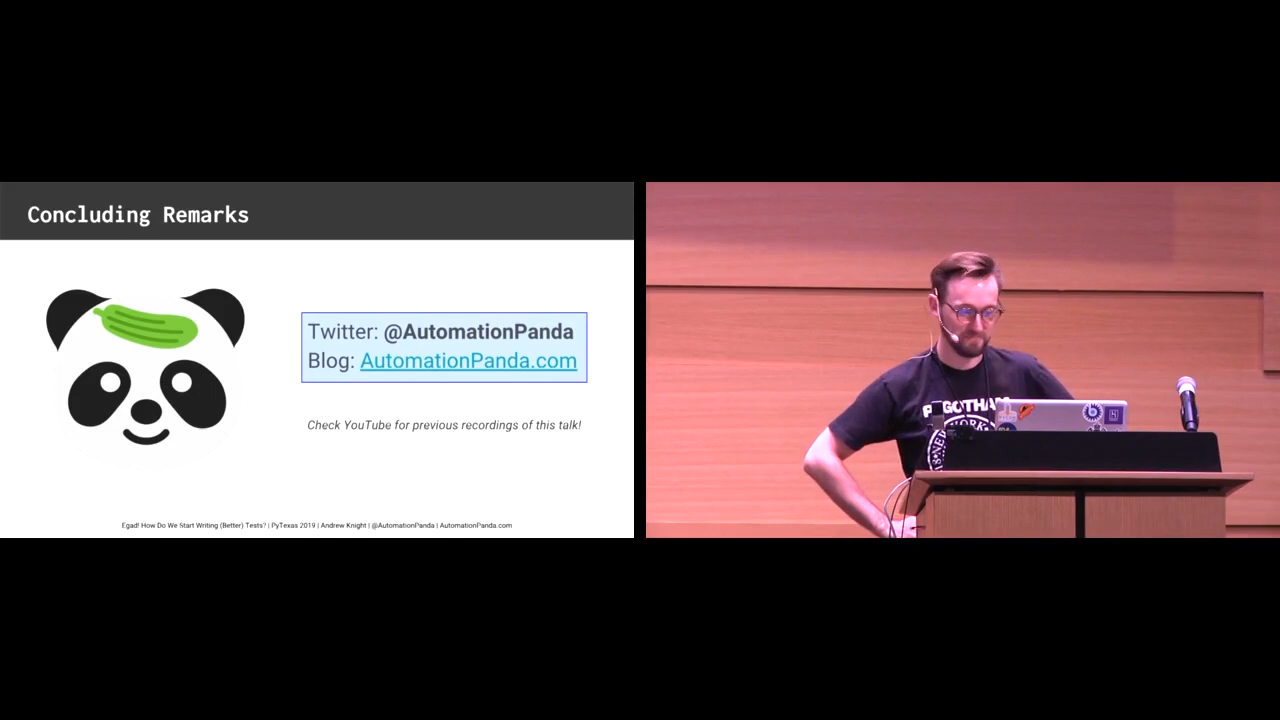 Concluding Remarks
Twitter: @AutomationPanda
Blog: AutomationPanda.com
Check YouTube for previous recordings of this talk!
Egad! How Do We Start Writing (Better) Tests? | PyTexas 2019 | Andrew Knight | @AutomationPanda | AutomationPanda.com